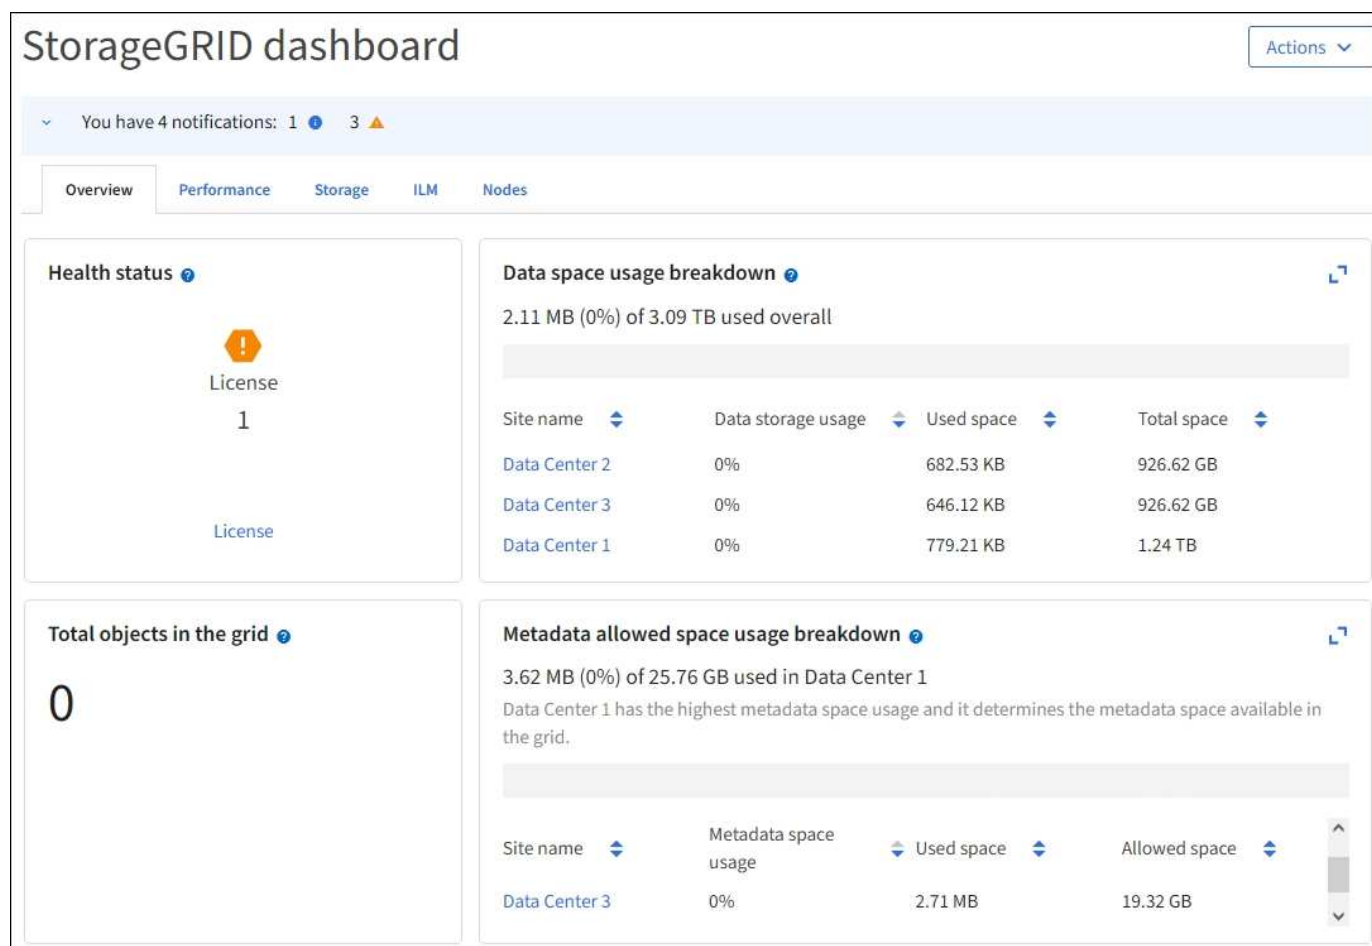 StorageGRID dashboard
Actions
You have 4 notifications: 1 3
Overview Performance Storage ILM Nodes
Health status
License
1
License
Data space usage breakdown
2.11 MB (0%) of 3.09 TB used overall
Site name Data storage usage Used space Total space
Data Center 2 0% 682.53 KB 926.62 GB
Data Center 3 0% 646.12 KB 926.62 GB
Data Center 1 0% 779.21 KB 1.24 TB
Total objects in the grid
0
Metadata allowed space usage breakdown
3.62 MB (0%) of 25.76 GB used in Data Center 1
Data Center 1 has the highest metadata space usage and it determines the metadata space available in
the grid.
Site name Metadata space usage Used space Allowed space
Data Center 3 0% 2.71 MB 19.32 GB